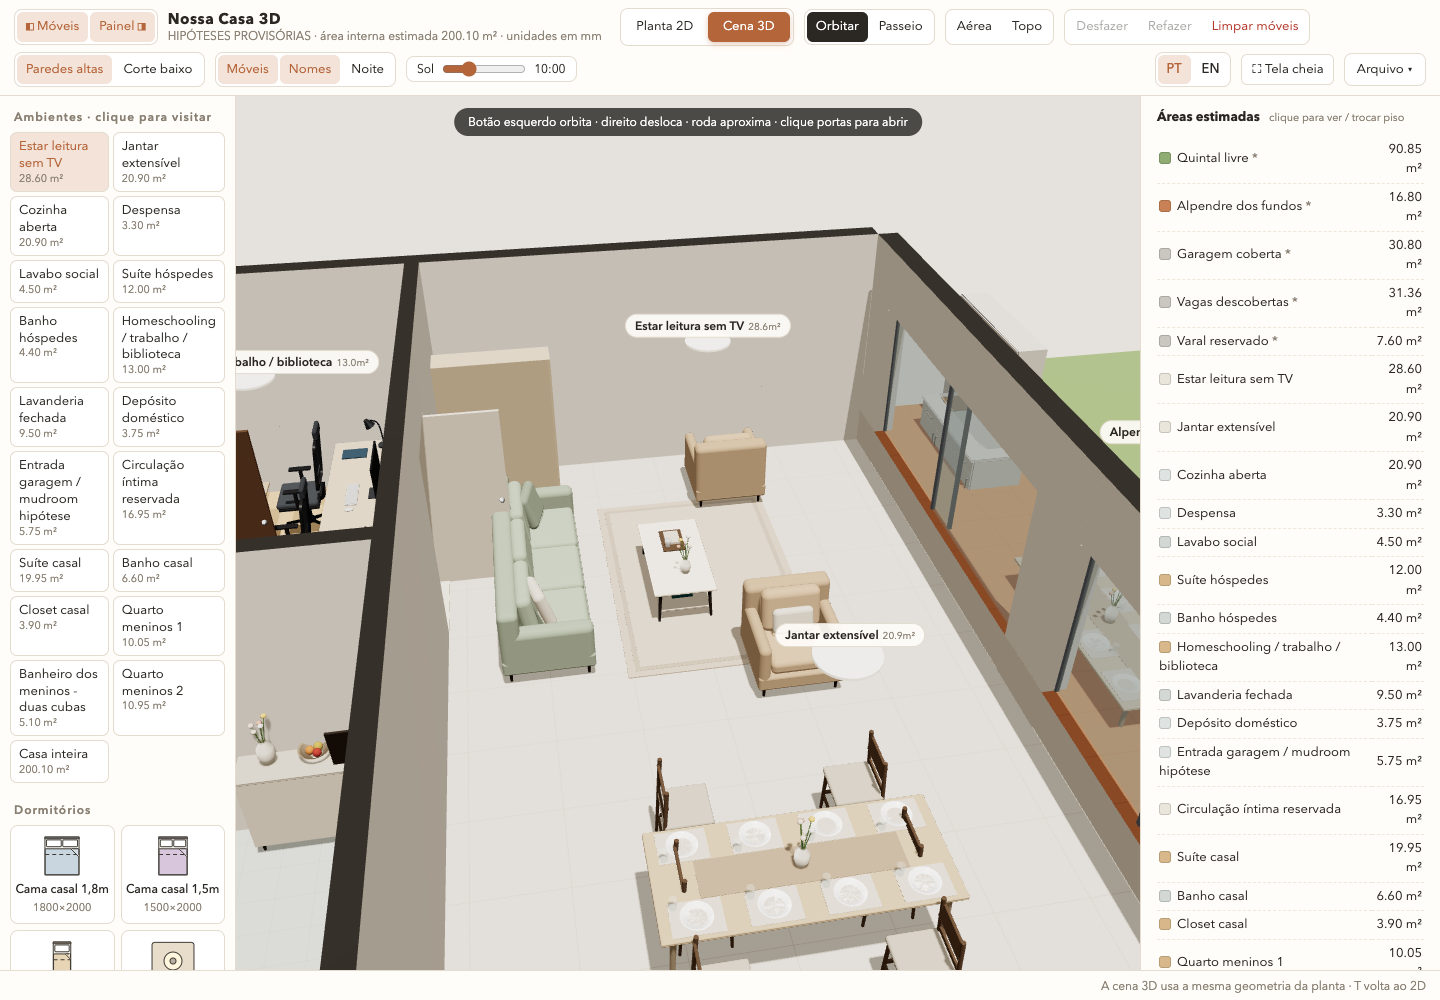 Móveis
Painel
Nossa Casa 3D
HIPÓTESES PROVISÓRIAS · área interna estimada 200.10 m² · unidades em mm
Planta 2D
Cena 3D
Orbitar
Passeio
Aérea
Topo
Desfazer
Refazer
Limpar móveis
Paredes altas
Corte baixo
Móveis
Nomes
Noite
Sol
10:00
PT
EN
Tela cheia
Arquivo
Ambientes · clique para visitar
Estar leitura
sem TV
28.60 m²
Jantar
extensível
20.90 m²
Cozinha
aberta
20.90 m²
Despensa
3.30 m²
Lavabo social
4.50 m²
Suíte hóspedes
12.00 m²
Banho
hóspedes
4.40 m²
Homeschooling
/ trabalho /
biblioteca
13.00 m²
Lavanderia
fechada
9.50 m²
Depósito
doméstico
3.75 m²
Entrada
garagem /
mudroom
hipótese
5.75 m²
Circulação
íntima
reservada
16.95 m²
Suíte casal
19.95 m²
Banho casal
6.60 m²
Closet casal
3.90 m²
Quarto
meninos 1
10.05 m²
Banheiro dos
meninos -
duas cubas
5.10 m²
Quarto
meninos 2
10.95 m²
Casa inteira
200.10 m²
Dormitórios
Cama casal 1,8m
1800×2000
Cama casal 1,5m
1500×2000
Botão esquerdo orbita · direito desloca · roda aproxima · clique portas para abrir
Estar leitura sem TV 28.6m²
balho / biblioteca 13.0m²
Alper
Jantar extensível 20.9m²
Áreas estimadas clique para ver / trocar piso
Quintal livre * 90.85
m²
Alpendre dos fundos * 16.80
m²
Garagem coberta * 30.80
m²
Vagas descobertas * 31.36
m²
Varal reservado * 7.60 m²
Estar leitura sem TV 28.60
m²
Jantar extensível 20.90
m²
Cozinha aberta 20.90
m²
Despensa 3.30 m²
Lavabo social 4.50 m²
Suíte hóspedes 12.00
m²
Banho hóspedes 4.40 m²
Homeschooling / trabalho / 13.00
biblioteca m²
Lavanderia fechada 9.50 m²
Depósito doméstico 3.75 m²
Entrada garagem / mudroom 5.75 m²
hipótese
Circulação íntima reservada 16.95
m²
Suíte casal 19.95
m²
Banho casal 6.60 m²
Closet casal 3.90 m²
Quarto meninos 1 10.05
A cena 3D usa a mesma geometria da planta · T volta ao 2D